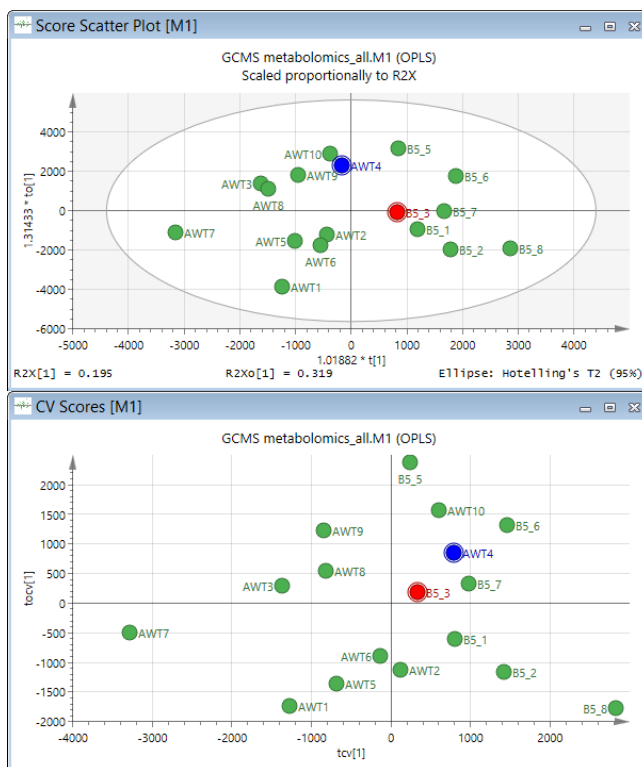 Score Scatter Plot [M1]
GCMS metabolomics_all.M1 (OPLS)
Scaled proportionally to R2X
1.31433 * to[1]
4000
2000
0
-2000
-4000
-6000
AWT10
AWT4
B5_5
AWT3
AWT9
B5_6
AWT8
B5_3
B5_7
AWT7
AWT5
AWT2
B5_1
AWT6
B5_2
B5_8
AWT1
-5000 -4000 -3000 -2000 -1000 0 1000 2000 3000 4000
1.01882 * t[1]
R2X[1] = 0.195 R2Xo[1] = 0.319 Ellipse: Hotelling's T2 (95%)
CV Scores [M1]
GCMS metabolomics_all.M1 (OPLS)
tocv[1]
2000
1500
1000
500
0
-500
-1000
-1500
-2000
B5_5
AWT10
AWT9
B5_6
AWT4
AWT8
AWT3
B5_7
B5_3
AWT7
B5_1
AWT6
AWT2
B5_2
AWT5
AWT1
B5_8
-4000 -3000 -2000 -1000 0 1000 2000
tcv[1]